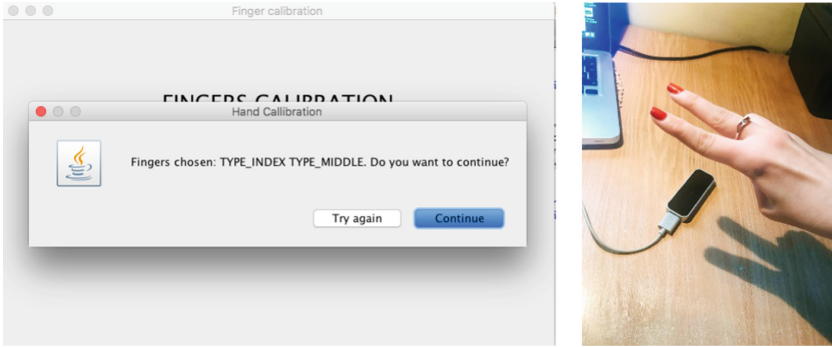 Finger calibration
FINGERS CALIBRATION
Hand Callibration
Fingers chosen: TYPE_INDEX TYPE_MIDDLE. Do you want to continue?
Try again
Continue